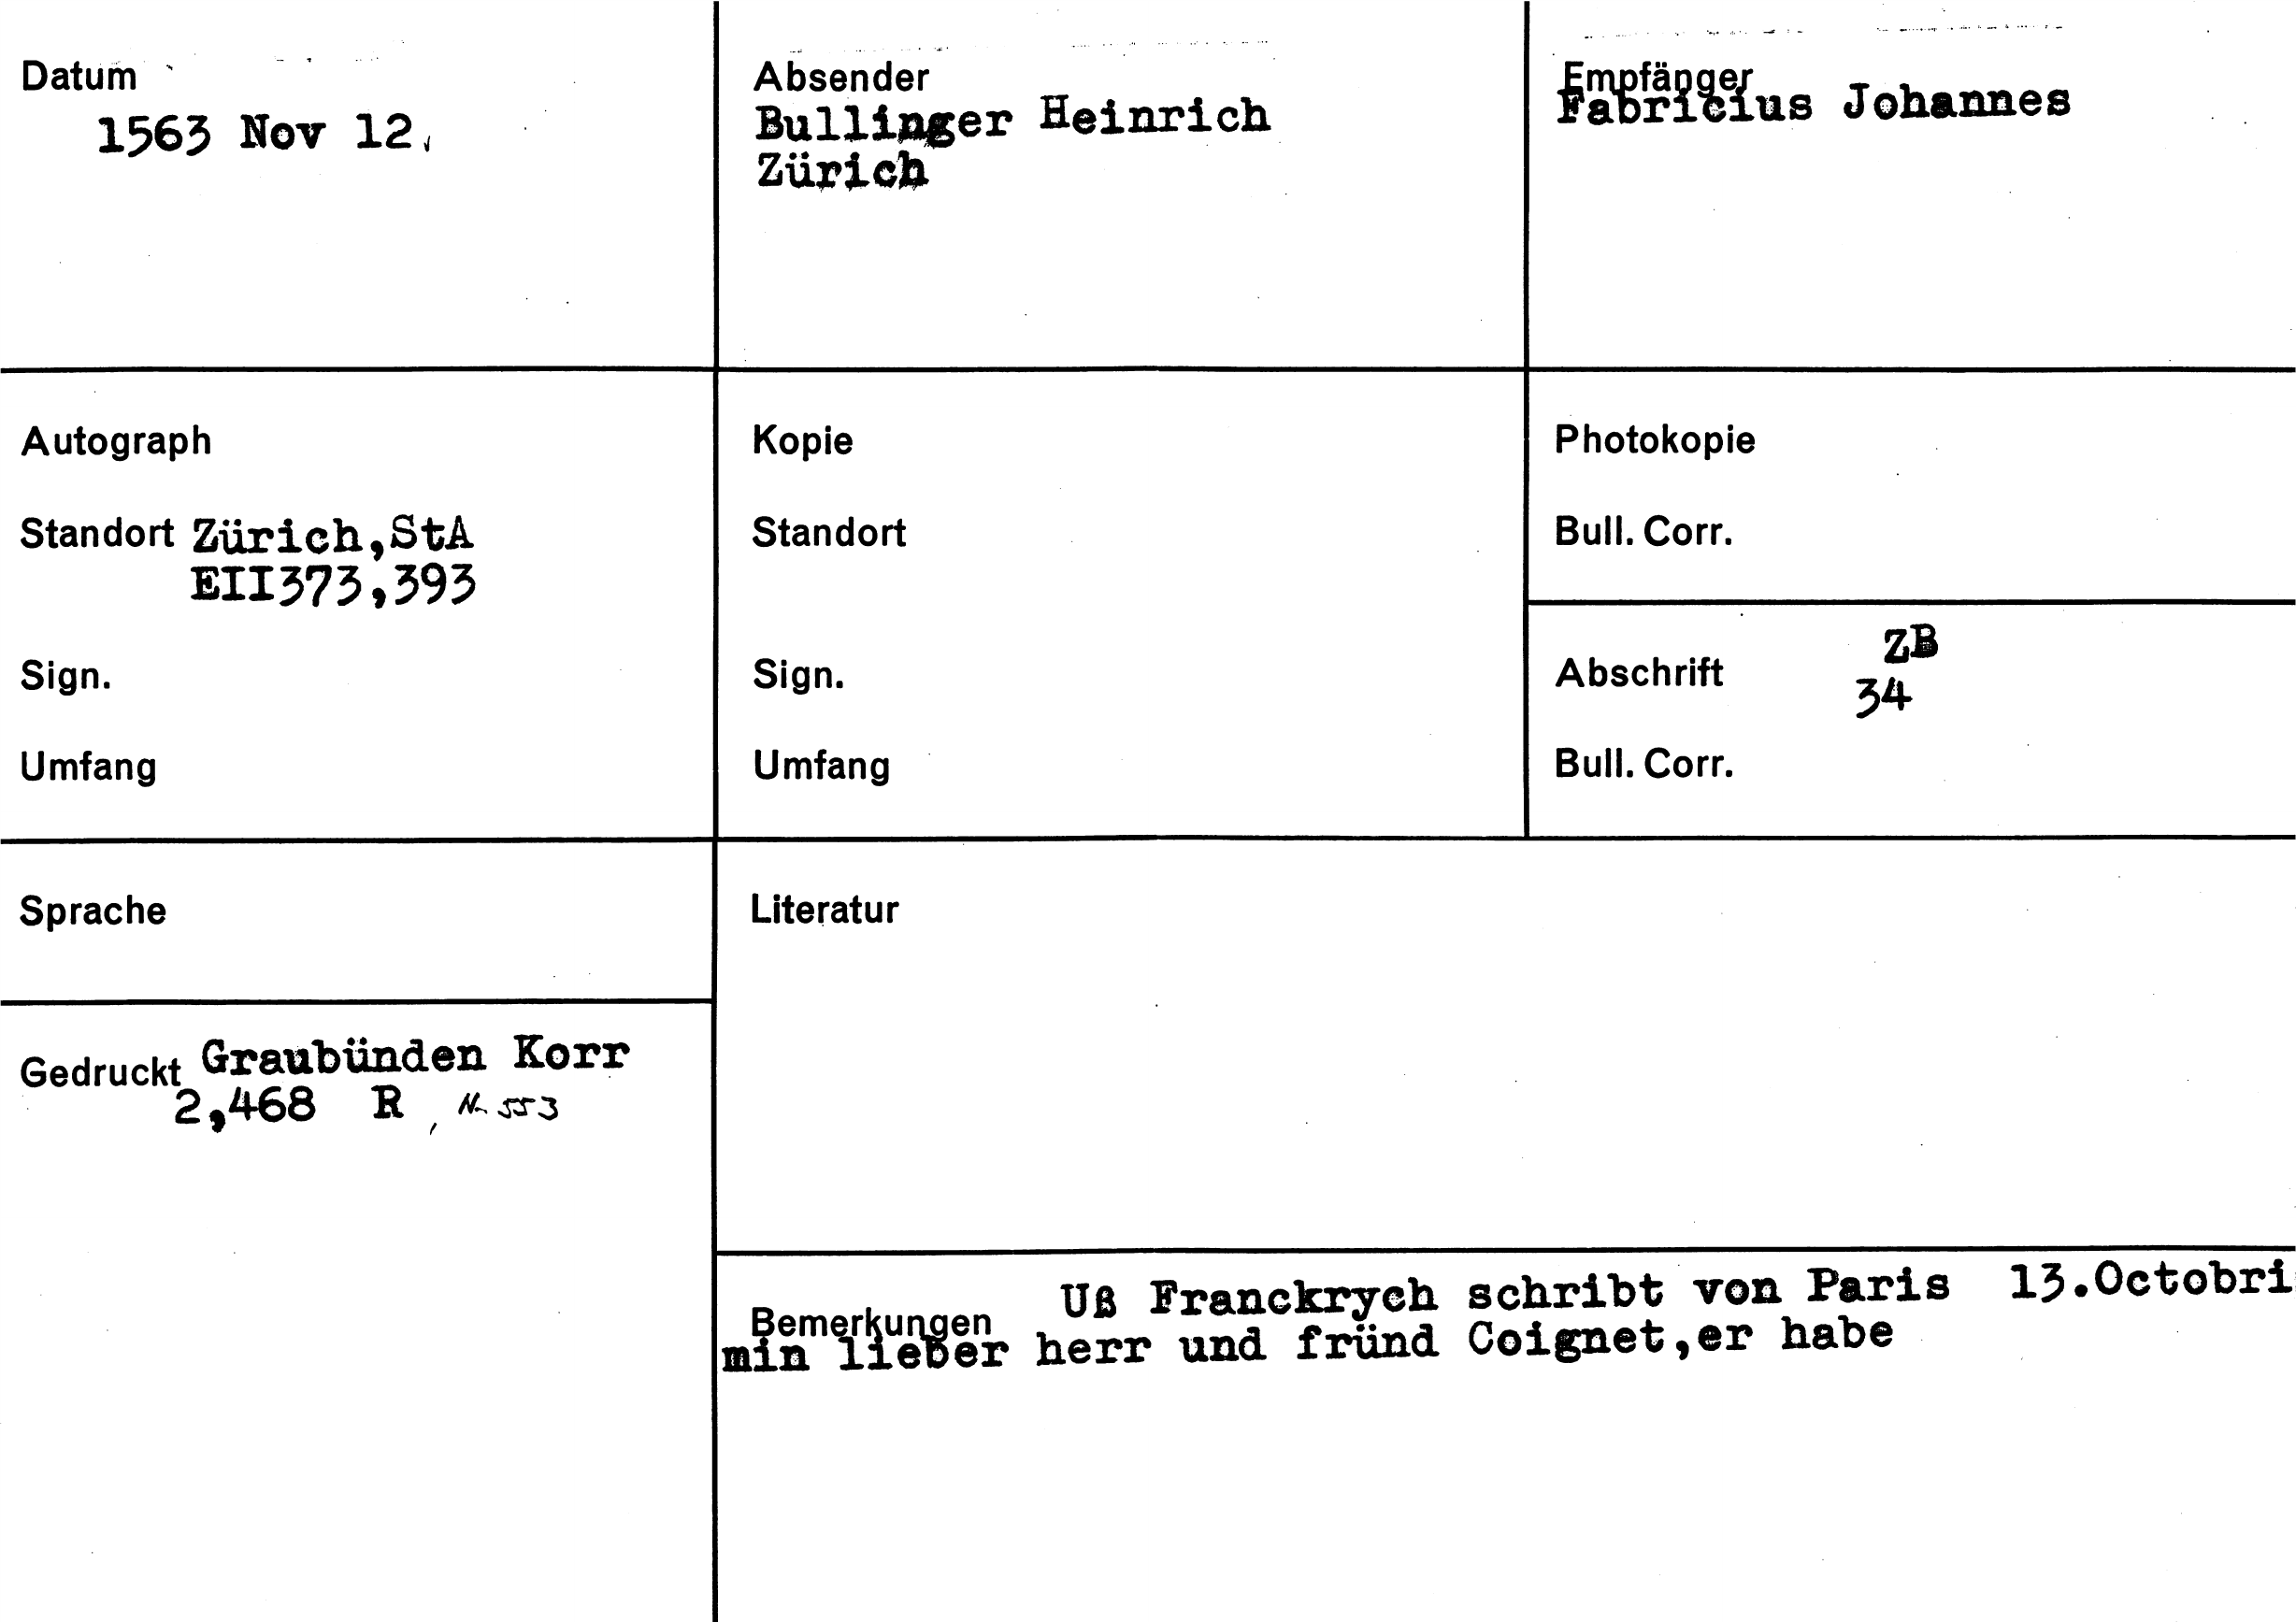 Datum
1563 Nov 12.
Absender
Bullinger Heinrich
Zürich
Empfänger
Fabricius Johannes
Autograph
Standort Zürich,StA
EII373,393
Sign.
Umfang
Kopie
Standort
Sign.
Umfang
Photokopie
Bull. Corr.
Abschrift ZB
34
Bull. Corr.
Sprache
Gedruckt Graubünden Korr
2,468 R , Nr 553
Literatur
Bemerkungen Uß Franckrych schribt von Paris 13.Octobri
min lieber herr und fründ Coignet,er habe